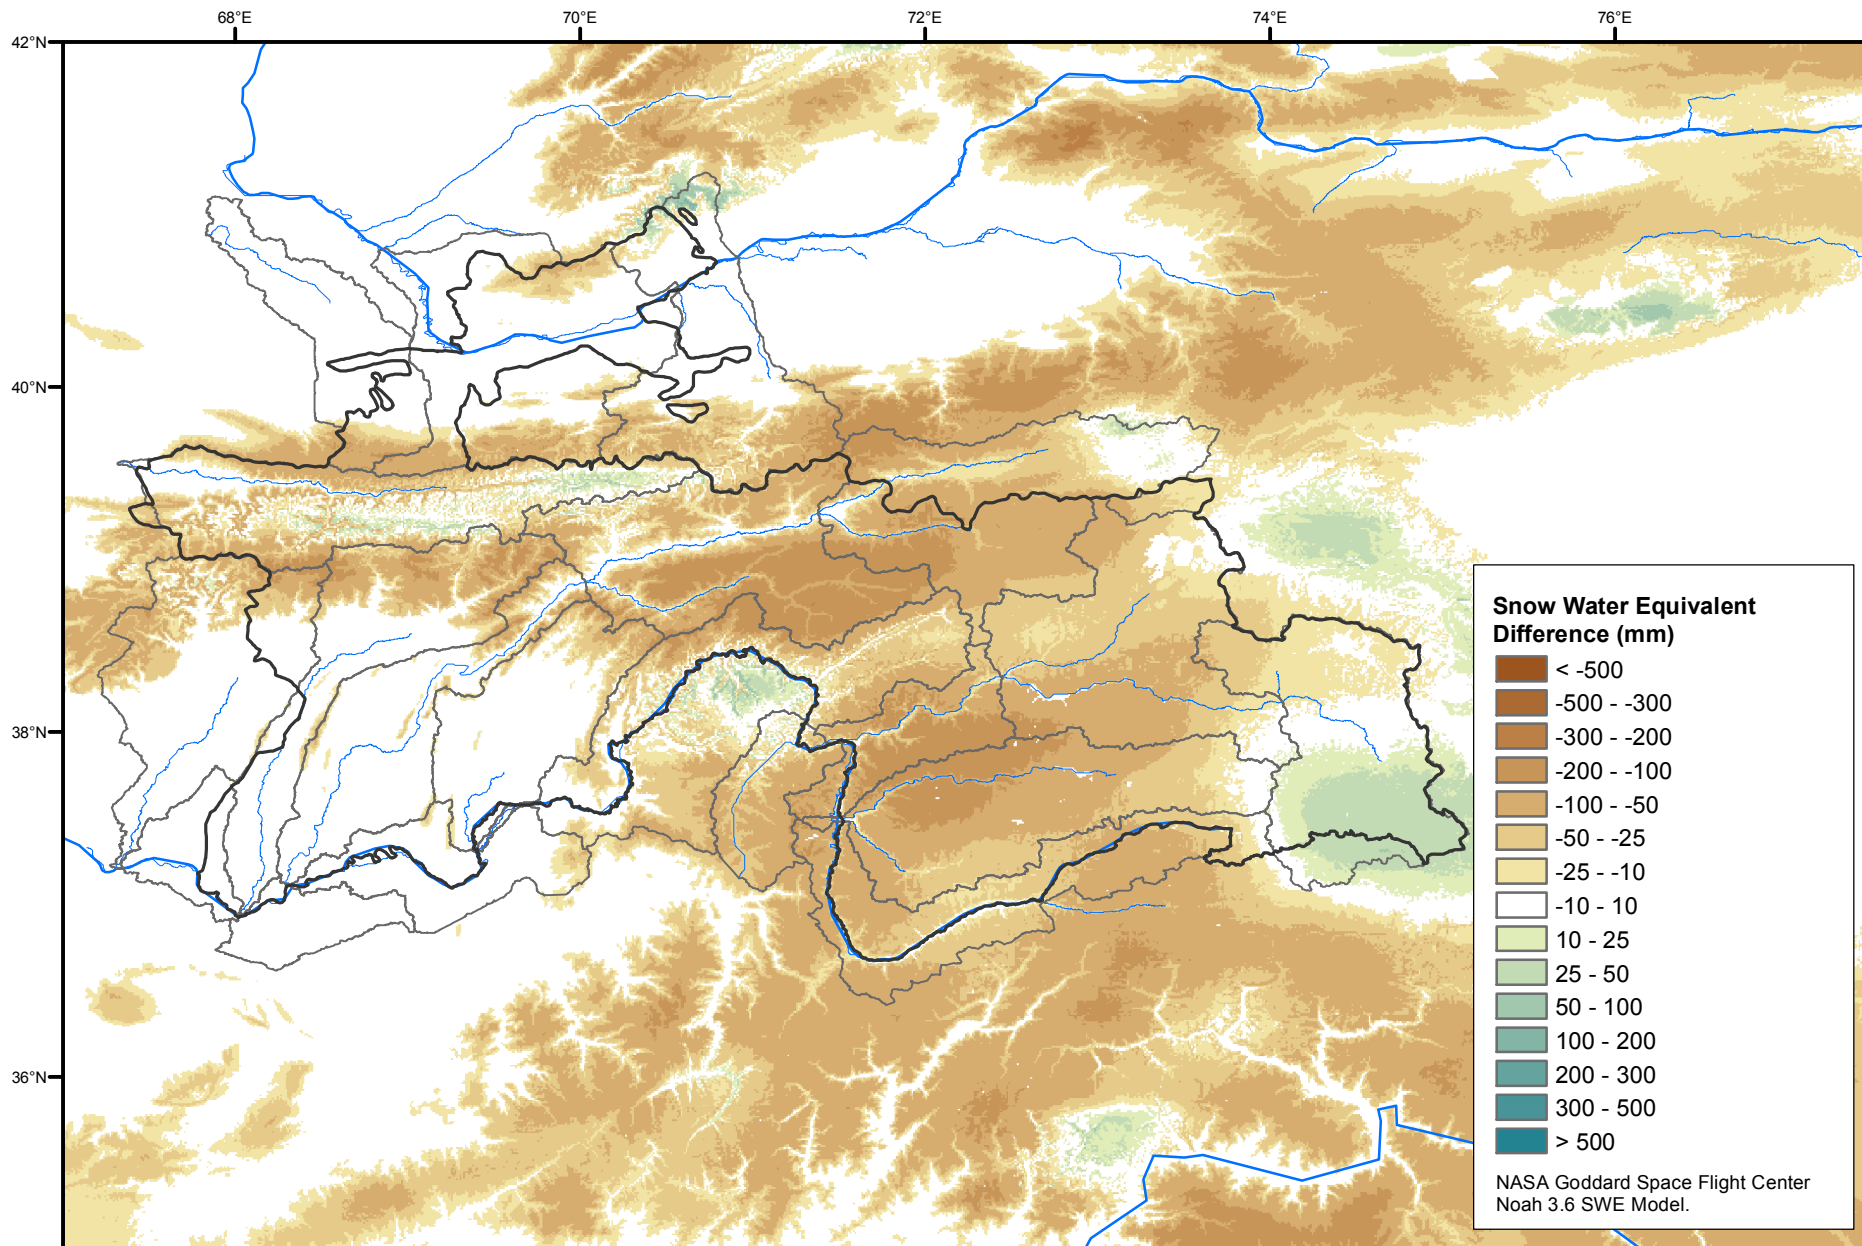 68°E
70°E
72°E
74°E
76°E
42°N
40°N
38°N
36°N
Snow Water Equivalent
Difference (mm)
< -500
-500 - -300
-300 - -200
-200 - -100
-100 - -50
-50 - -25
-25 - -10
-10 - 10
10 - 25
25 - 50
50 - 100
100 - 200
200 - 300
300 - 500
> 500
NASA Goddard Space Flight Center
Noah 3.6 SWE Model.